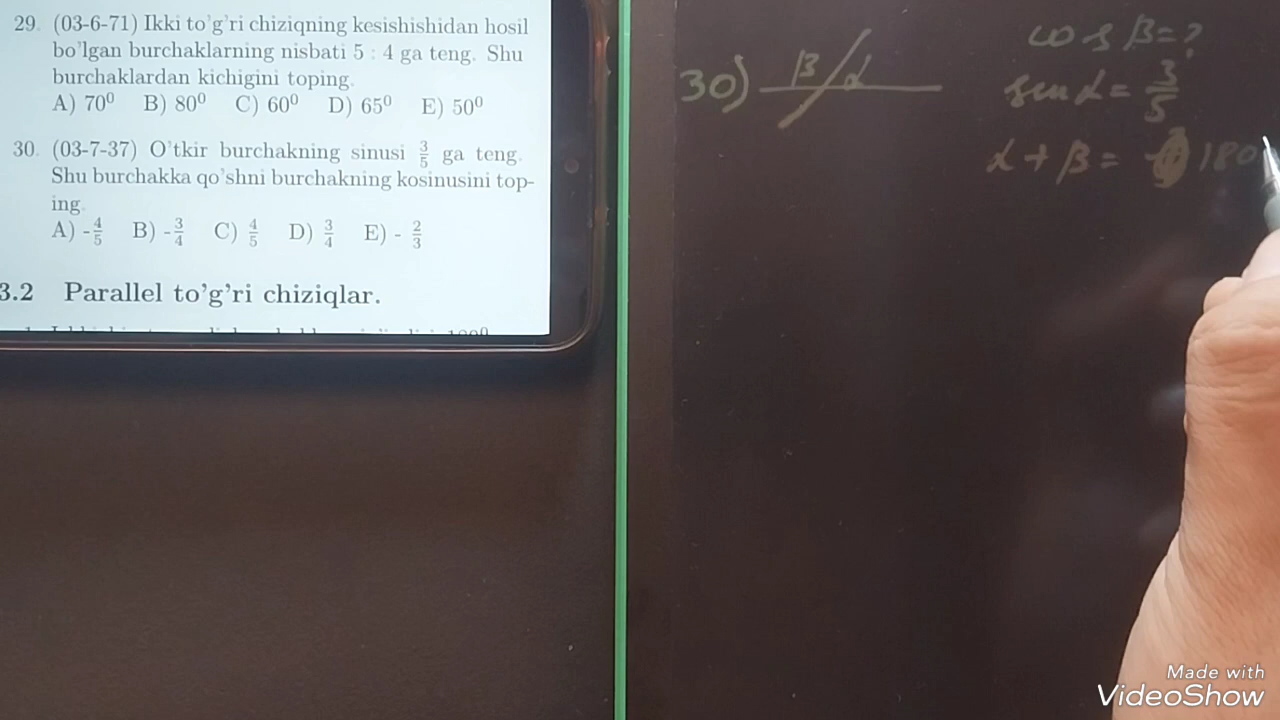 29. (03-6-71) Ikki to'g'ri chiziqning kesishishidan hosil
bo'lgan burchaklarning nisbati 5 : 4 ga teng. Shu
burchaklardan kichigini toping.
A) 70⁰ B) 80⁰ C) 60⁰ D) 65⁰ E) 50⁰
30. (03-7-37) O'tkir burchakning sinusi 3/5 ga teng.
Shu burchakka qo'shni burchakning kosinusini top-
ing.
A) -4/5 B) -3/4 C) 4/5 D) 3/4 E) - 2/3
3.2 Parallel to'g'ri chiziqlar.
30) β α
cos β = ?
sin α = 3/5
α + β = 180
Made with
VideoShow